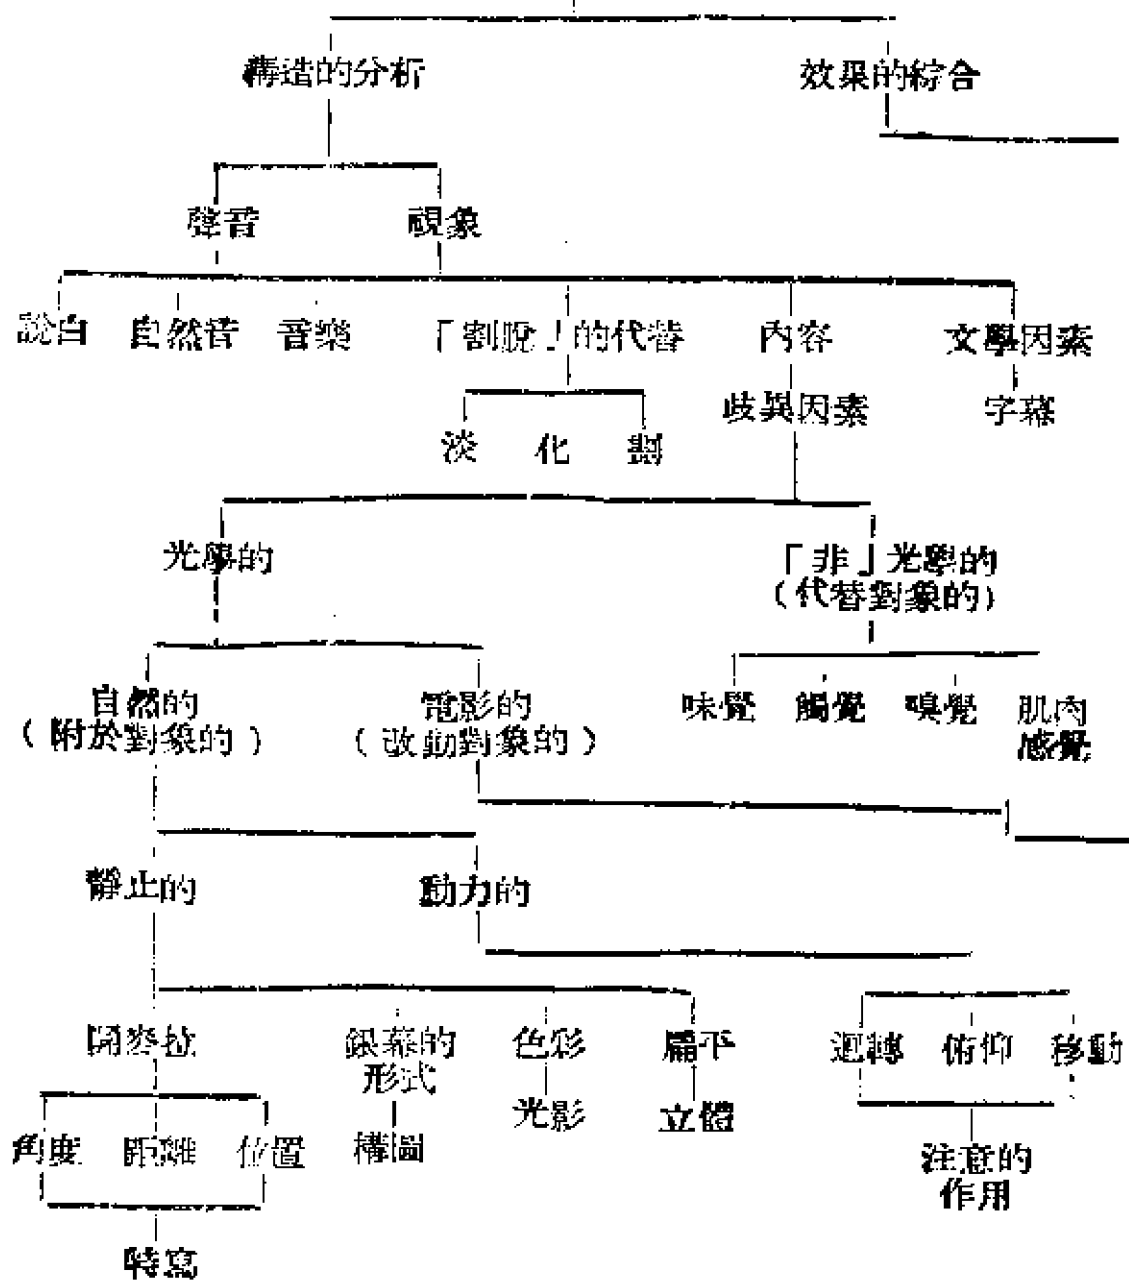 構造的分析
效果的綜合
聲音
視象
說白
自然音
音樂
「割脫」的代替
內容
文學因素
淡
化
劃
歧異因素
字幕
光學的
「非」光學的
(代替對象的)
自然的
(附於對象的)
電影的
(改動對象的)
味覺
觸覺
嗅覺
肌肉
感覺
靜止的
動力的
開麥拉
銀幕的
形式
色彩
扁平
迴轉
俯仰
移動
角度
距離
位置
構圖
光影
立體
注意的
作用
特寫